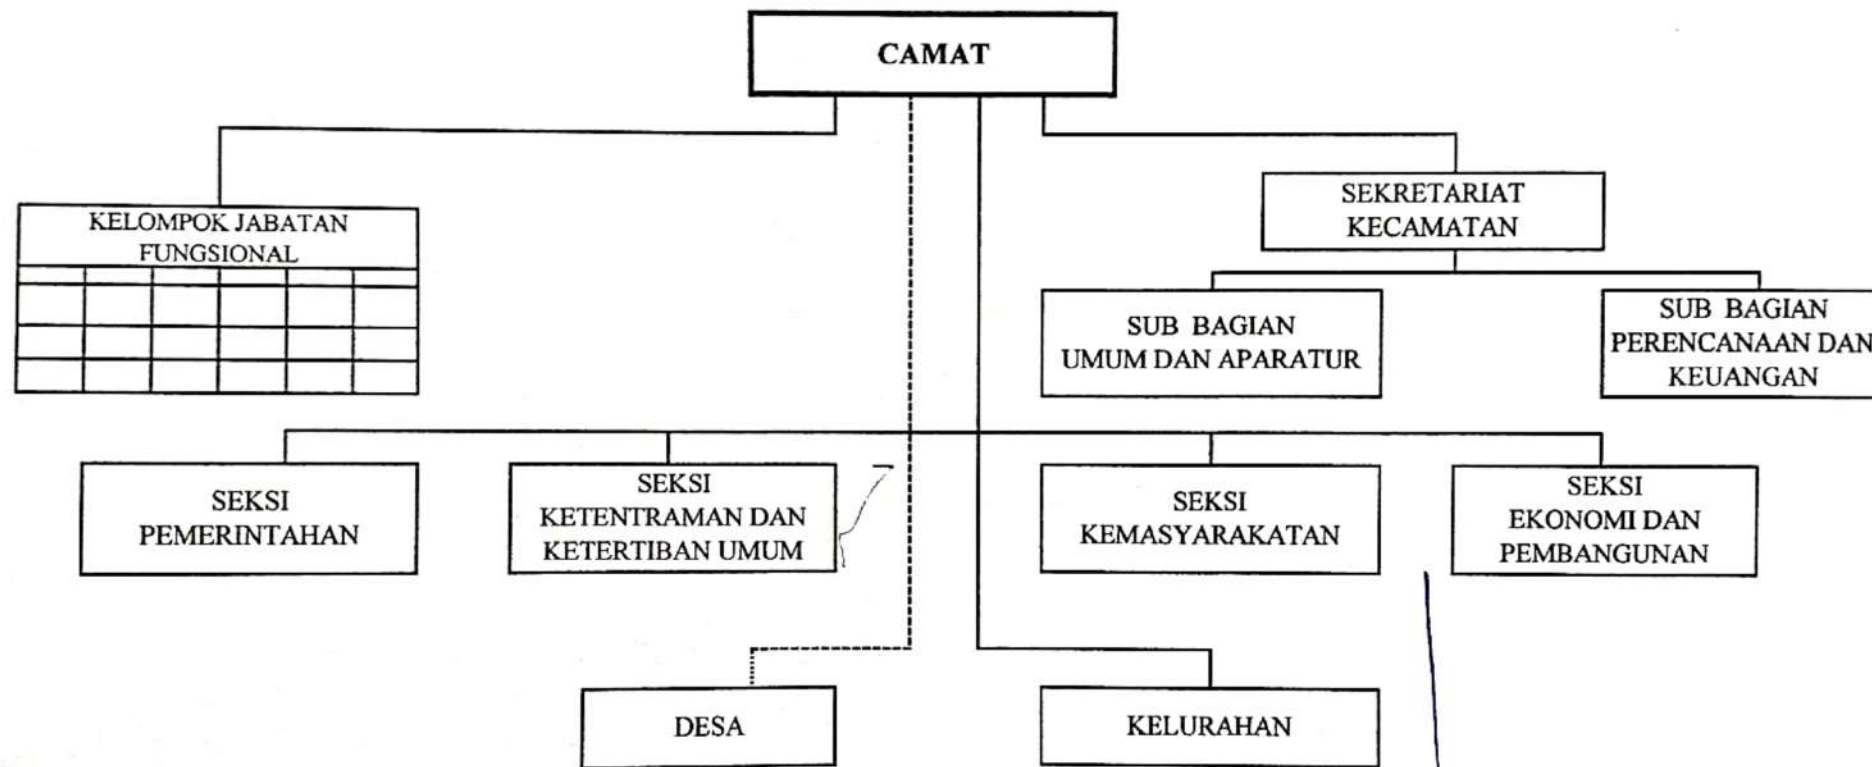 CAMAT
KELOMPOK JABATAN
FUNGSIONAL
SEKRETARIAT
KECAMATAN
SUB BAGIAN
UMUM DAN APARATUR
SUB BAGIAN
PERENCANAAN DAN
KEUANGAN
SEKSI
PEMERINTAHAN
SEKSI
KETENTRAMAN DAN
KETERTIBAN UMUM
SEKSI
KEMASYARAKATAN
SEKSI
EKONOMI DAN
PEMBANGUNAN
DESA
KELURAHAN